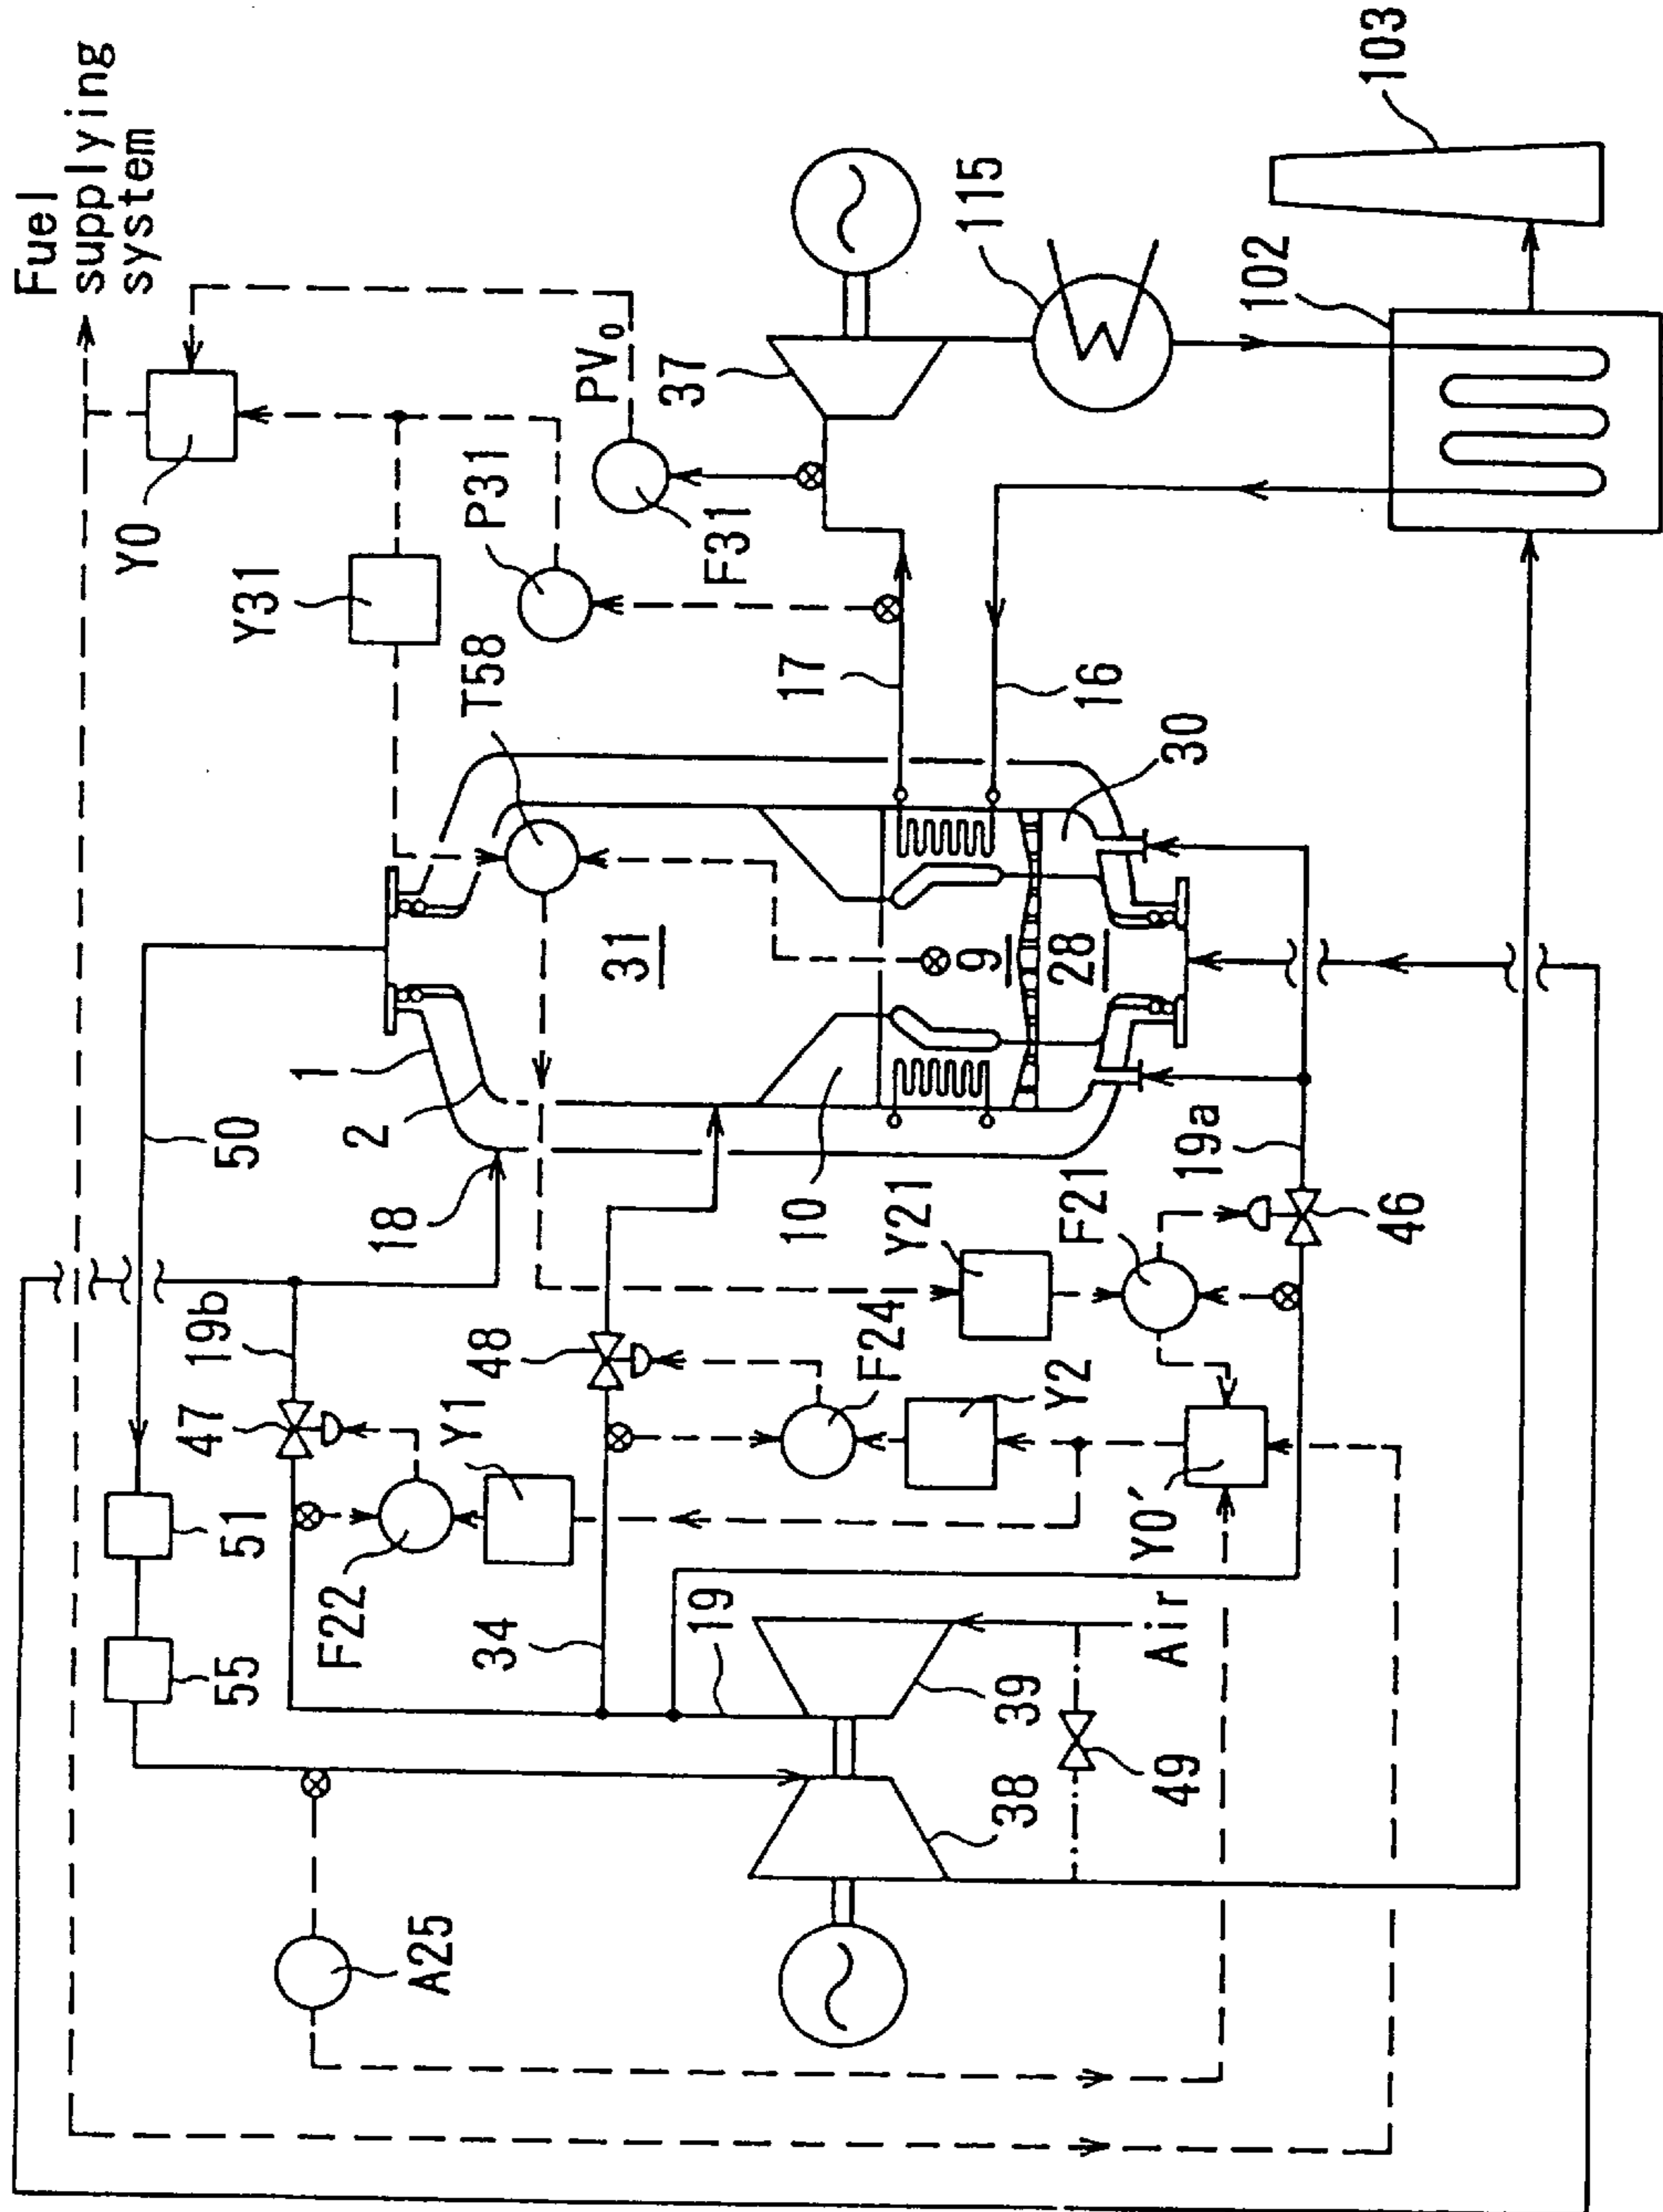 Fuel
supplying
system
103
Y0
PV₀
115
37
102
Y31
P31
F31
T58
17
16
30
31
9
28
1
2
50
18
10
19a
Y21
F21
46
19b
48
F24
Y2
47
Y1
51
F22
Y0′
55
34
19
Air
39
38
49
A25